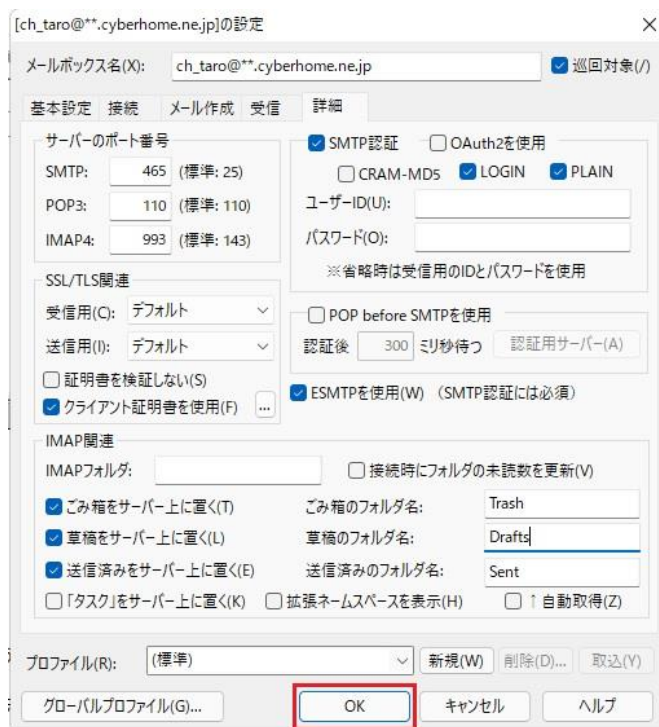 [ch_taro@**.cyberhome.ne.jp]の設定
メールボックス名(X): ch_taro@**.cyberhome.ne.jp 巡回対象(/)
基本設定 接続 メール作成 受信 詳細
サーバーのポート番号
SMTP: 465 (標準: 25)
POP3: 110 (標準: 110)
IMAP4: 993 (標準: 143)
SMTP認証 OAuth2を使用
CRAM-MD5 LOGIN PLAIN
ユーザーID(U):
パスワード(O):
※省略時は受信用のIDとパスワードを使用
SSL/TLS関連
受信用(C): デフォルト
送信用(I): デフォルト
証明書を検証しない(S)
クライアント証明書を使用(F) ...
POP before SMTPを使用
認証後 300 ミリ秒待つ 認証用サーバー(A)
ESMTPを使用(W) (SMTP認証には必須)
IMAP関連
IMAPフォルダ: 接続時にフォルダの未読数を更新(V)
ごみ箱をサーバー上に置く(T) ごみ箱のフォルダ名: Trash
草稿をサーバー上に置く(L) 草稿のフォルダ名: Drafts
送信済みをサーバー上に置く(E) 送信済みのフォルダ名: Sent
「タスク」をサーバー上に置く(K) 拡張ネームスペースを表示(H) ↑自動取得(Z)
プロファイル(R): (標準) 新規(W) 削除(D)... 取込(Y)
グローバルプロファイル(G)... OK キャンセル ヘルプ